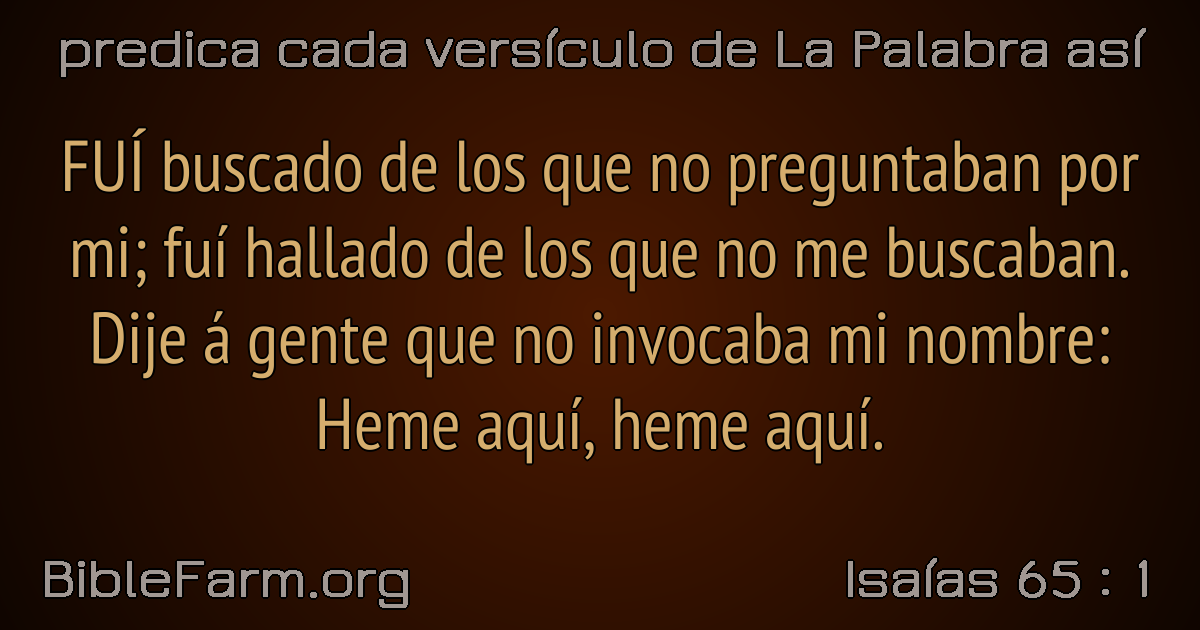 predica cada versículo de La Palabra así
FUÍ buscado de los que no preguntaban por
mi; fuí hallado de los que no me buscaban.
Dije á gente que no invocaba mi nombre:
Heme aquí, heme aquí.
BibleFarm.org
Isaías 65 : 1